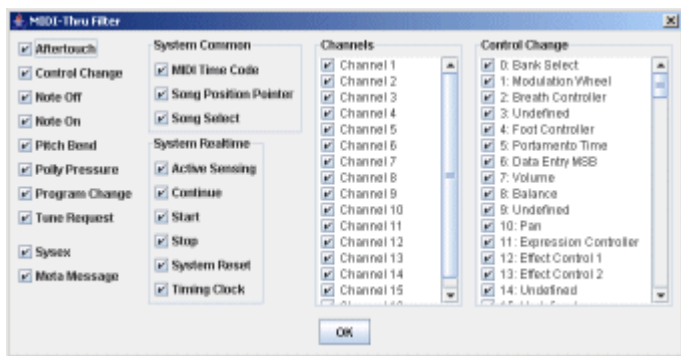 MIDI-Thru Filter
Aftertouch
Control Change
Note Off
Note On
Pitch Bend
Polly Pressure
Program Change
Tune Request
Sysex
Meta Message
System Common
MIDI Time Code
Song Position Pointer
Song Select
System Realtime
Active Sensing
Continue
Start
Stop
System Reset
Timing Clock
Channels
Channel 1
Channel 2
Channel 3
Channel 4
Channel 5
Channel 6
Channel 7
Channel 8
Channel 9
Channel 10
Channel 11
Channel 12
Channel 13
Channel 14
Channel 15
Control Change
0: Bank Select
1: Modulation Wheel
2: Breath Controller
3: Undefined
4: Foot Controller
5: Portamento Time
6: Data Entry MSB
7: Volume
8: Balance
9: Undefined
10: Pan
11: Expression Controller
12: Effect Control 1
13: Effect Control 2
14: Undefined
OK